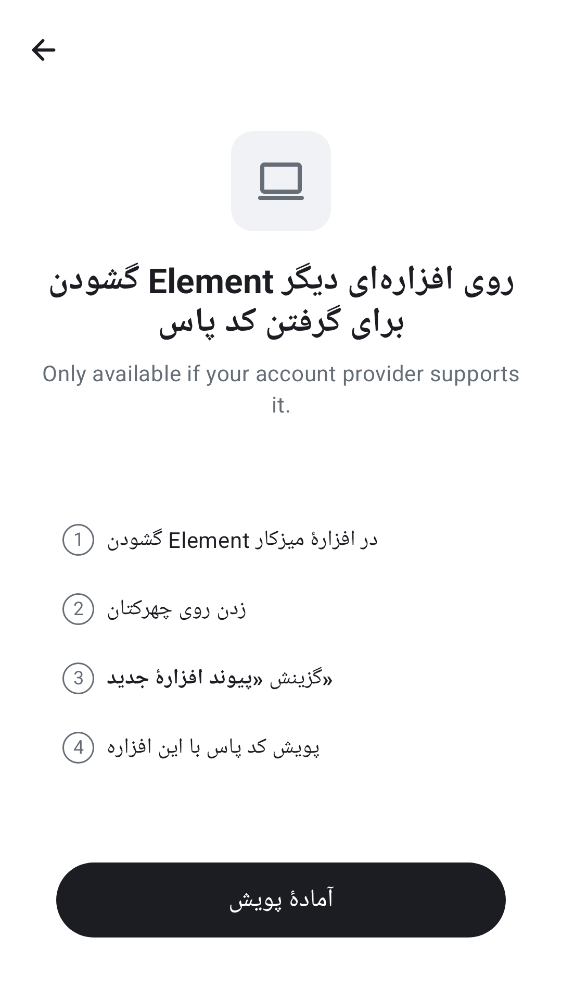 گشودن Element روی افزاره‌ای دیگر
برای گرفتن کد پاس
Only available if your account provider supports
it.
1 گشودن Element در افزارهٔ میزکار
2 زدن روی چهرکتان
3 گزینش «پیوند افزارهٔ جدید»
4 پویش کد پاس با این افزاره
آمادهٔ پویش